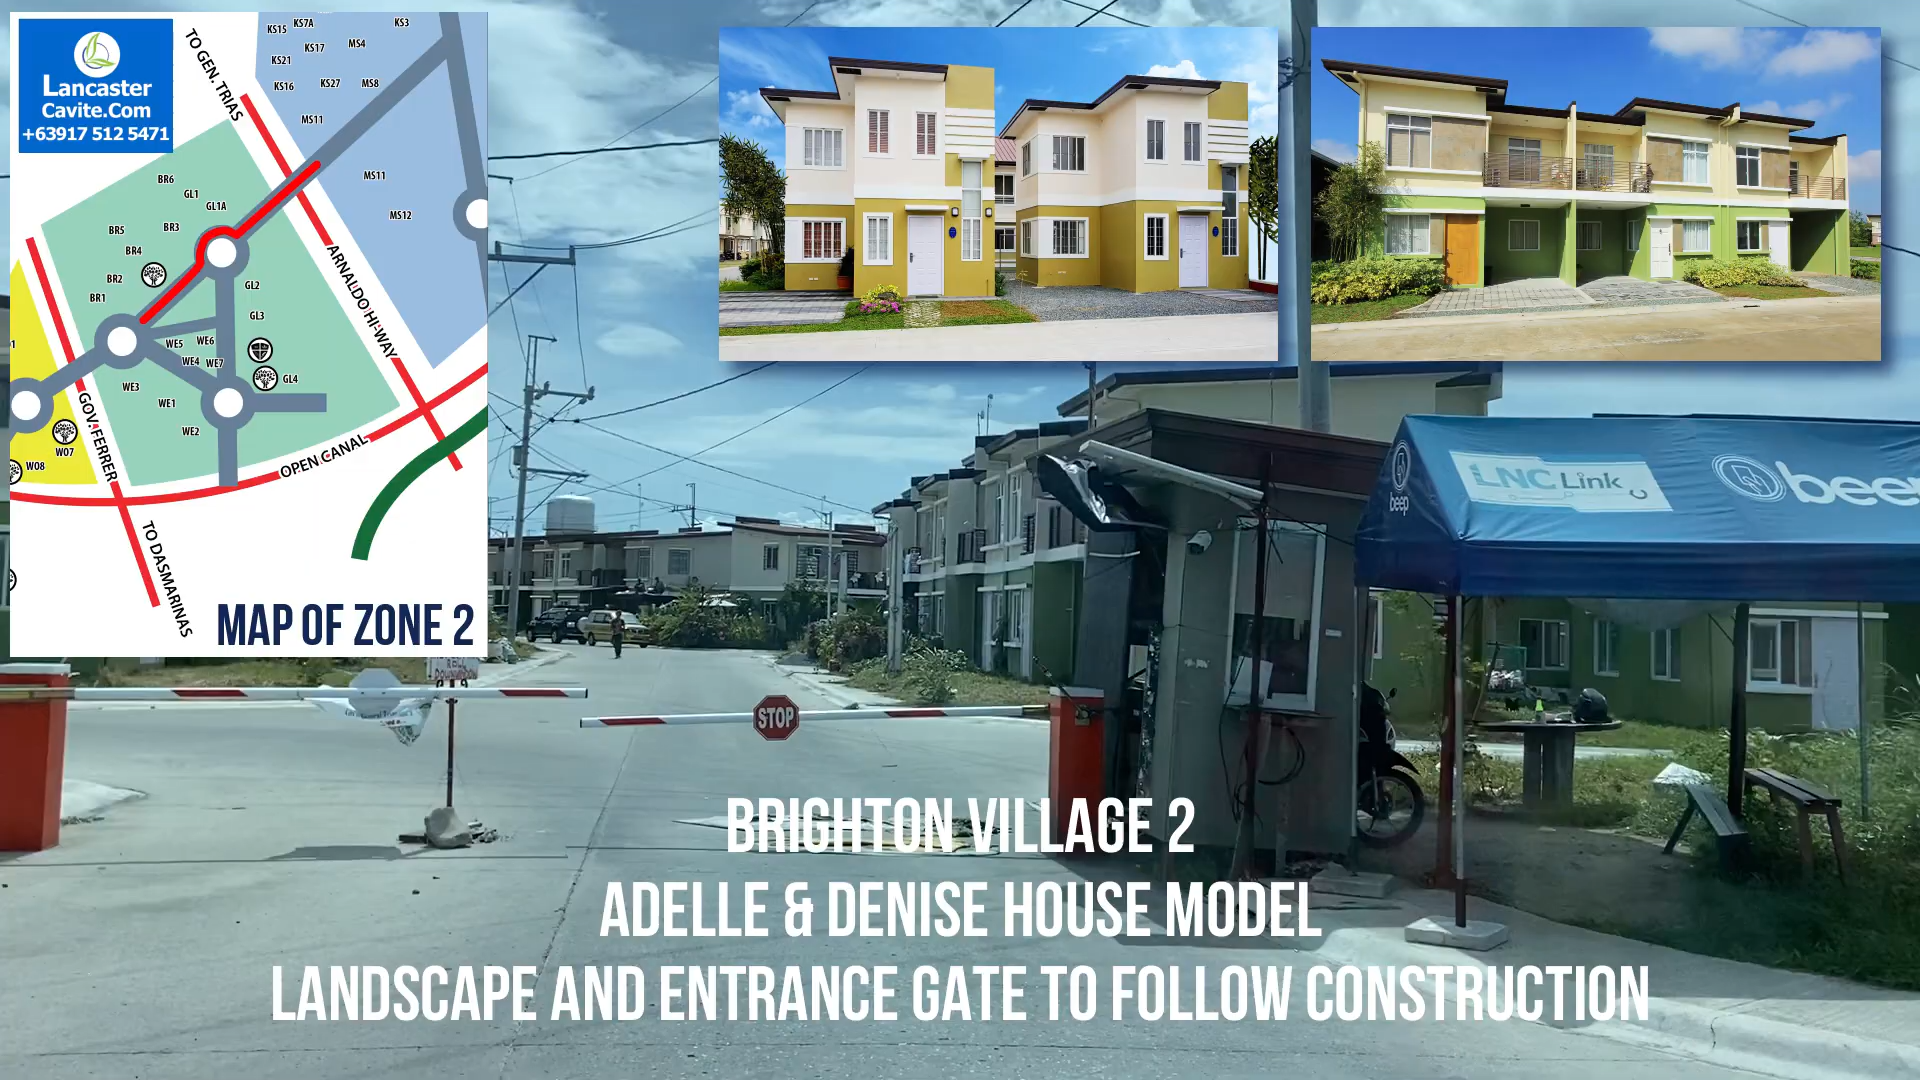 Lancaster
Cavite.Com
+63917 512 5471
TO GEN. TRIAS
KS15
KS7A
KS3
KS17
MS4
KS21
KS16
KS27
MS8
MS11
MS11
MS12
BR6
GL1
GL1A
BR5
BR3
BR4
BR2
BR1
GL2
GL3
WE5
WE6
WE4
WE7
WE3
GL4
WE1
WE2
W07
W08
ARNALDO HI-WAY
GOV. FERRER
OPEN CANAL
TO DASMARINAS
MAP OF ZONE 2
LNC Link
beep
beep
STOP
BRIGHTON VILLAGE 2
ADELLE & DENISE HOUSE MODEL
LANDSCAPE AND ENTRANCE GATE TO FOLLOW CONSTRUCTION